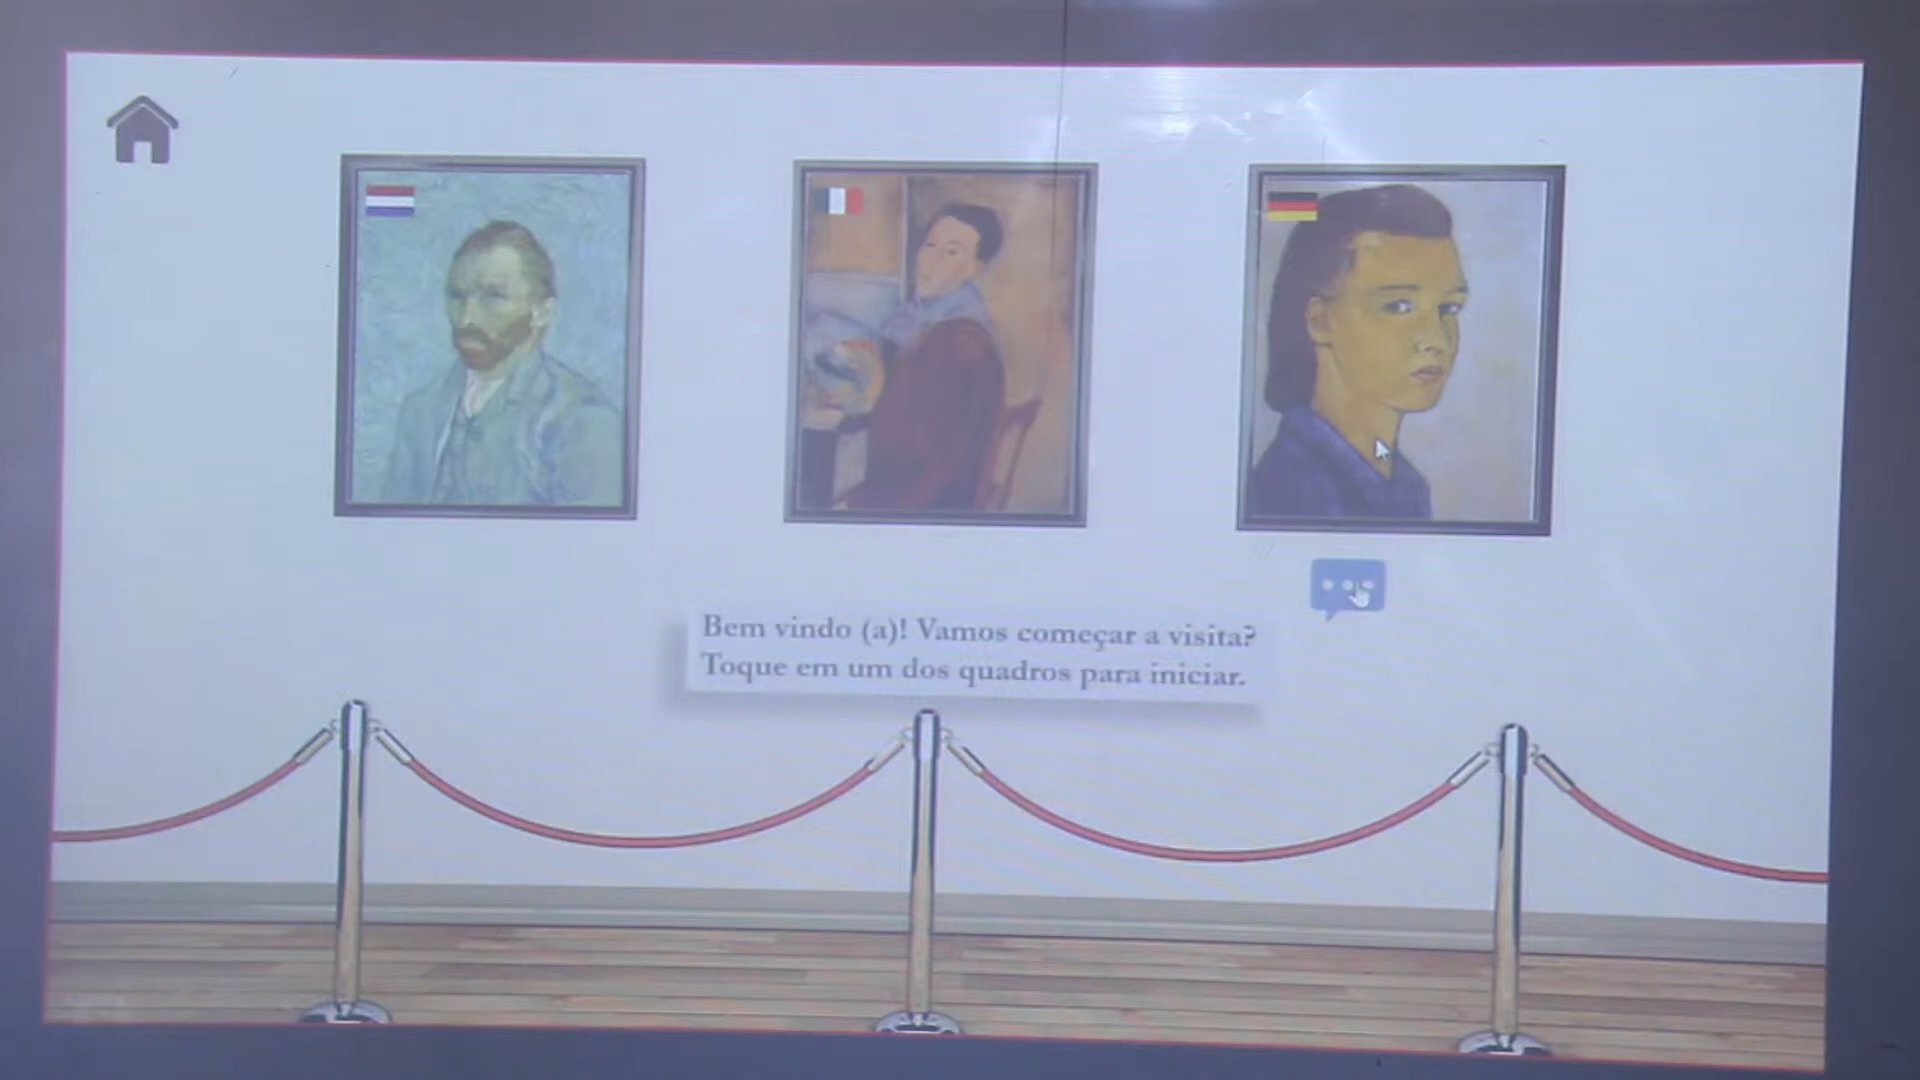 Bem vindo (a)! Vamos começar a visita?
Toque em um dos quadros para iniciar.